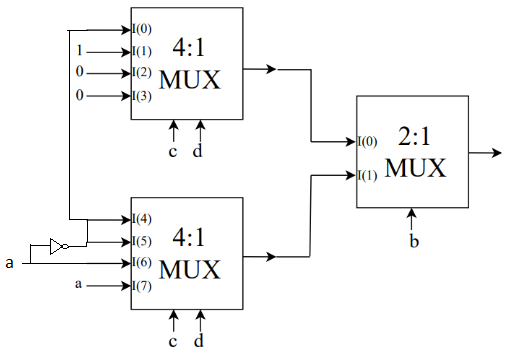 I(0)
1 I(1) 4:1
0 I(2) MUX
0 I(3)
c d
I(0) 2:1
I(1) MUX
b
I(4)
I(5) 4:1
a I(6) MUX
a I(7)
c d